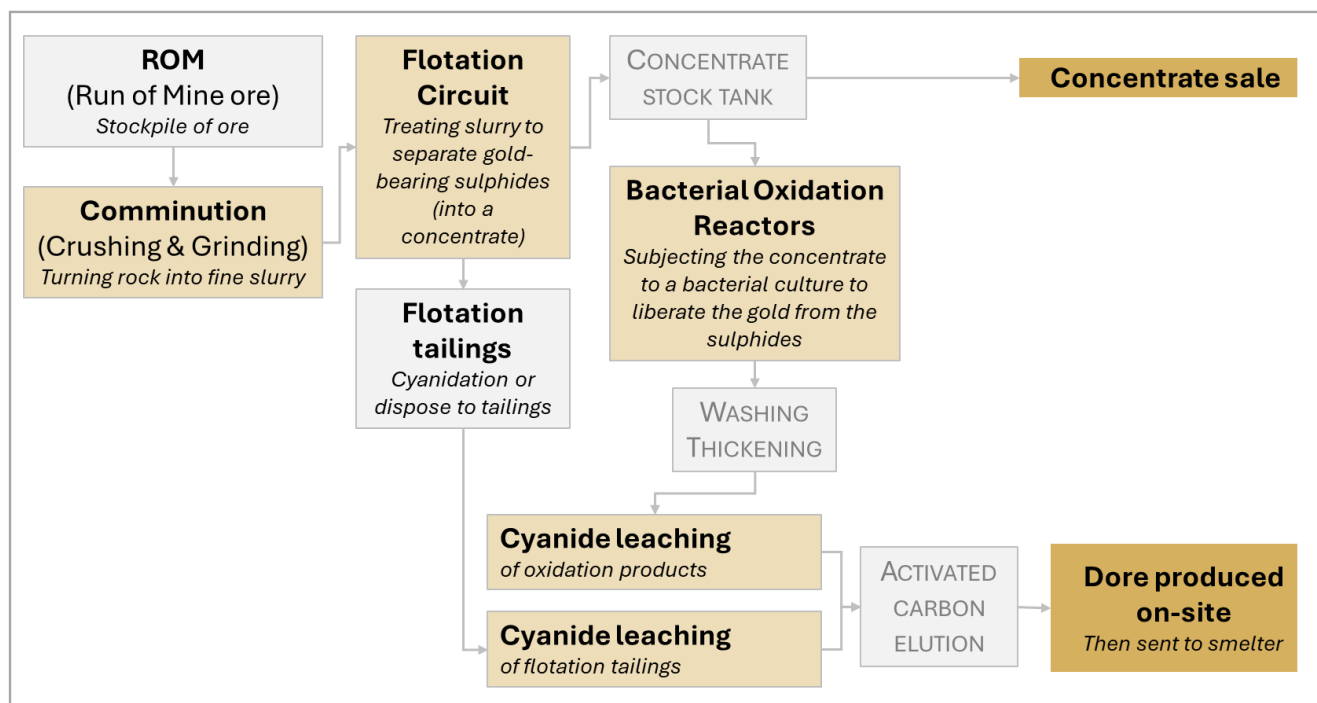 ROM
(Run of Mine ore)
Stockpile of ore
Comminution
(Crushing & Grinding)
Turning rock into fine slurry
Flotation
Circuit
Treating slurry to
separate gold-
bearing sulphides
(into a
concentrate)
Flotation
tailings
Cyanidation or
dispose to tailings
CONCENTRATE
STOCK TANK
Concentrate sale
Bacterial Oxidation
Reactors
Subjecting the concentrate
to a bacterial culture to
liberate the gold from the
sulphides
WASHING
THICKENING
Cyanide leaching
of oxidation products
Cyanide leaching
of flotation tailings
ACTIVATED
CARBON
ELUTION
Dore produced
on-site
Then sent to smelter